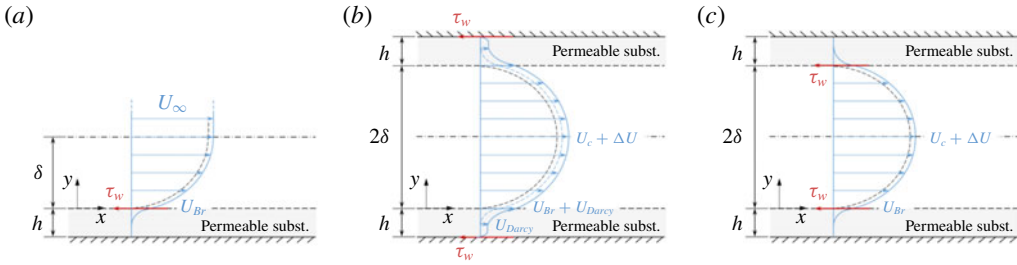 (a)
U∞
δ
y
τw
x
UBr
h
Permeable subst.
(b)
τw
h
Permeable subst.
2δ
Uc + ΔU
y
x
UBr + UDarcy
h
UDarcy
Permeable subst.
τw
(c)
h
Permeable subst.
τw
2δ
Uc + ΔU
y
τw
x
UBr
h
Permeable subst.